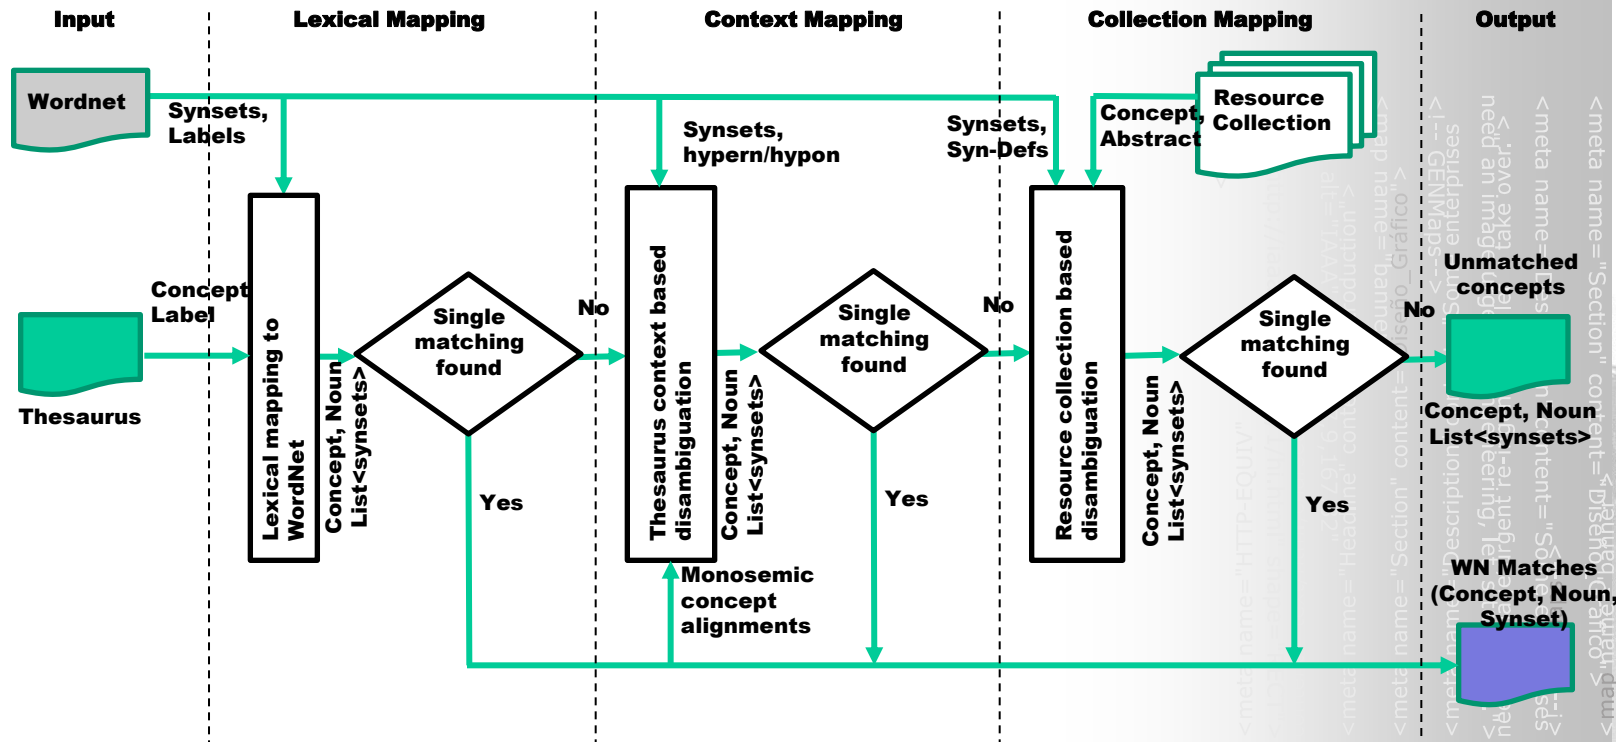 Input
Lexical Mapping
Context Mapping
Collection Mapping
Output
Wordnet
Synsets,
Labels
Synsets,
hypern/hypon
Synsets,
Syn-Defs
Concept,
Abstract
Resource
Collection
Concept
Label
Thesaurus
Lexical mapping to
WordNet
Concept, Noun
List<synsets>
Single
matching
found
No
Yes
Thesaurus context based
disambiguation
Concept, Noun
List<synsets>
Monosemic
concept
alignments
Single
matching
found
No
Yes
Resource collection based
disambiguation
Concept, Noun
List<synsets>
Single
matching
found
No
Yes
Unmatched
concepts
Concept, Noun
List<synsets>
WN Matches
(Concept, Noun,
Synset)